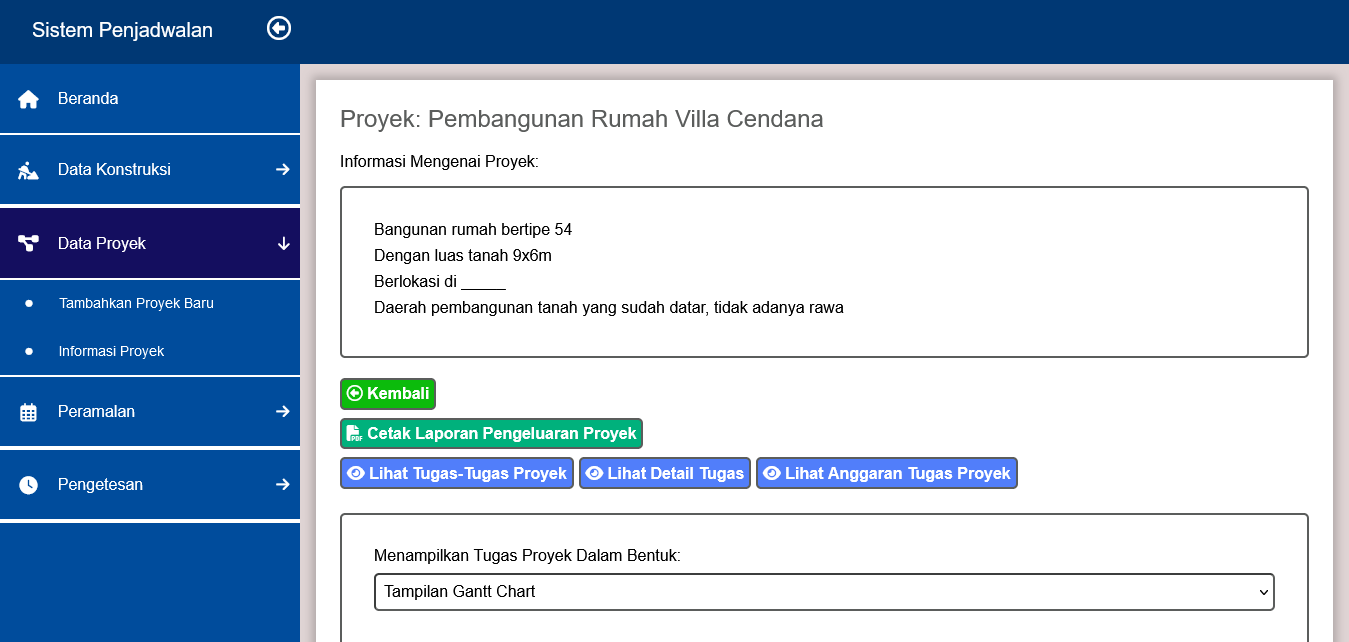 Sistem Penjadwalan
Beranda
Data Konstruksi
Data Proyek
Tambahkan Proyek Baru
Informasi Proyek
Peramalan
Pengetesan
Proyek: Pembangunan Rumah Villa Cendana
Informasi Mengenai Proyek:
Bangunan rumah bertipe 54
Dengan luas tanah 9x6m
Berlokasi di _____
Daerah pembangunan tanah yang sudah datar, tidak adanya rawa
Kembali
PDF Cetak Laporan Pengeluaran Proyek
Lihat Tugas-Tugas Proyek Lihat Detail Tugas Lihat Anggaran Tugas Proyek
Menampilkan Tugas Proyek Dalam Bentuk:
Tampilan Gantt Chart